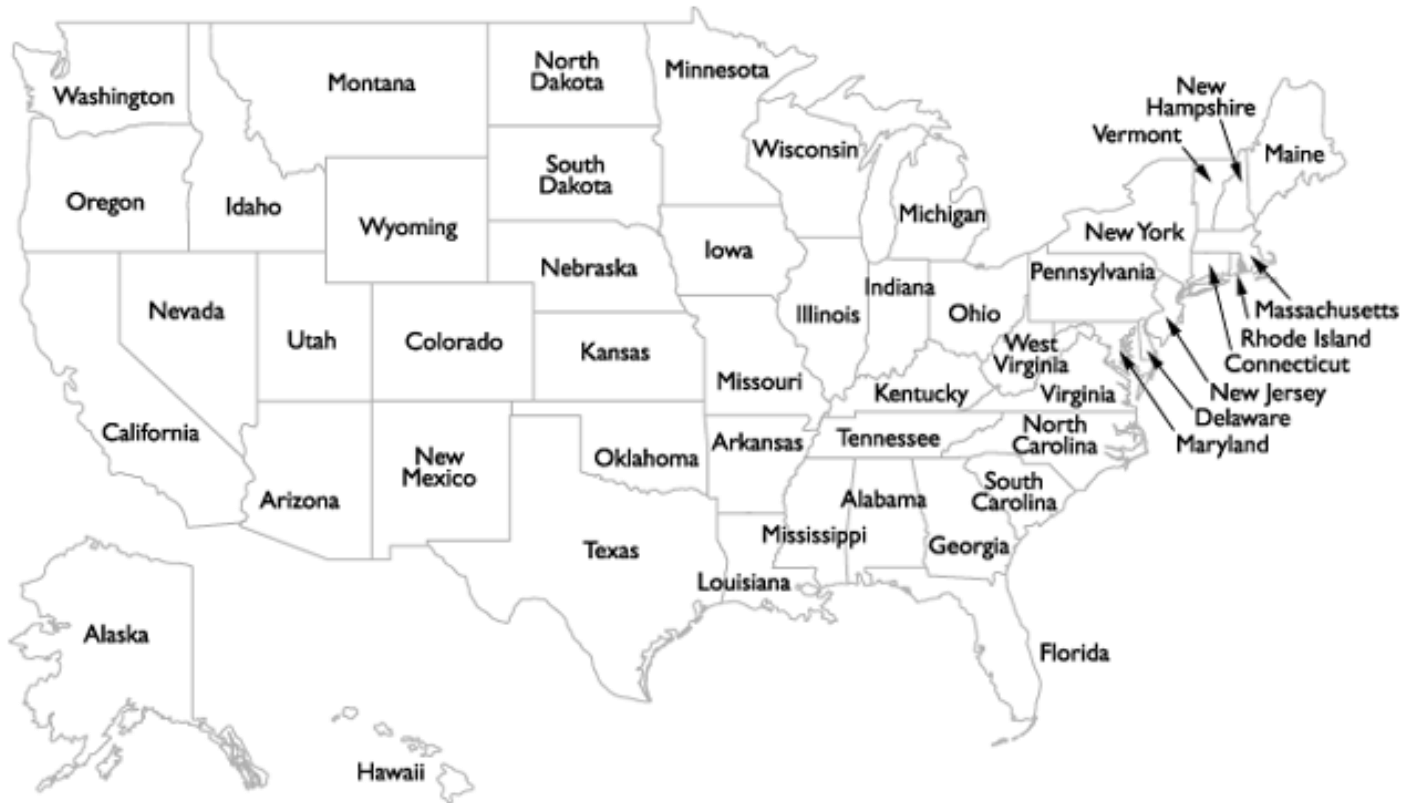 Washington
Montana
North
Dakota
Minnesota
New
Hampshire
Vermont
Maine
Oregon
Idaho
Wyoming
South
Dakota
Wisconsin
Michigan
New York
Nevada
Utah
Colorado
Nebraska
Iowa
Illinois
Indiana
Ohio
Pennsylvania
Massachusetts
Rhode Island
Connecticut
New Jersey
Delaware
Maryland
California
Kansas
Missouri
Kentucky
West
Virginia
Virginia
Arizona
New
Mexico
Oklahoma
Arkansas
Tennessee
North
Carolina
Texas
Louisiana
Mississippi
Alabama
Georgia
South
Carolina
Alaska
Hawaii
Florida